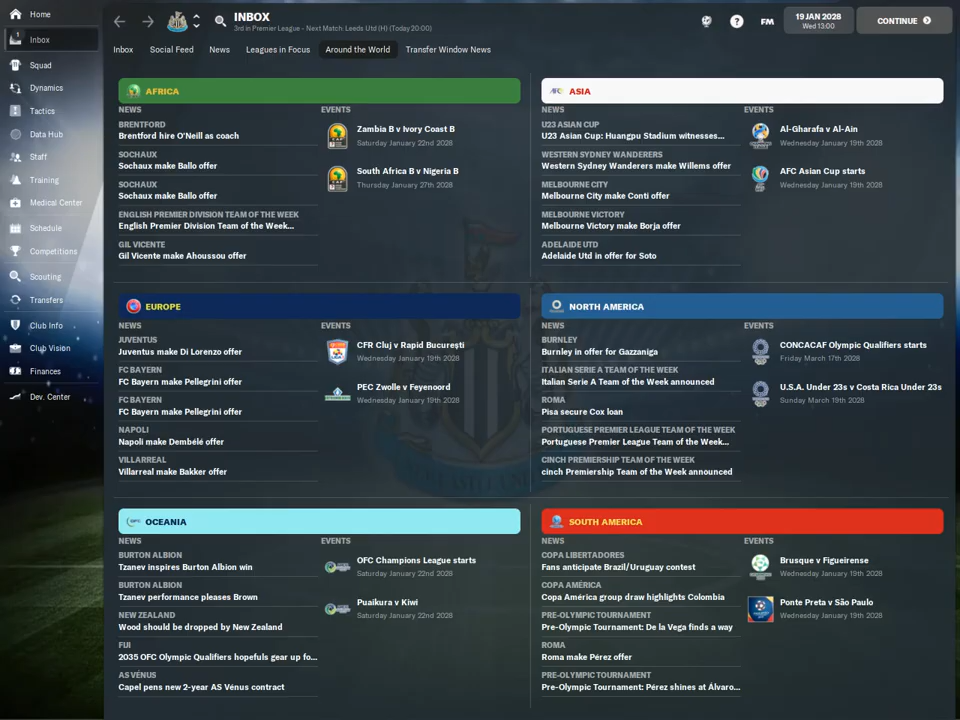 Home
Inbox
1
Squad
Dynamics
Tactics
Data Hub
Staff
Training
Medical Center
Schedule
Competitions
Scouting
Transfers
Club Info
Club Vision
Finances
Dev. Center
INBOX
3rd in Premier League - Next Match: Leeds Utd (H) (Today 20:00)
?
FM
19 JAN 2028
Wed 13:00
CONTINUE
Inbox Social Feed News Leagues in Focus Around the World Transfer Window News
AFRICA
NEWS
BRENTFORD
Brentford hire O'Neill as coach
SOCHAUX
Sochaux make Ballo offer
SOCHAUX
Sochaux make Ballo offer
ENGLISH PREMIER DIVISION TEAM OF THE WEEK
English Premier Division Team of the Week...
GIL VICENTE
Gil Vicente make Ahoussou offer
EVENTS
Zambia B v Ivory Coast B
Saturday January 22nd 2028
South Africa B v Nigeria B
Thursday January 27th 2028
ASIA
NEWS
U23 ASIAN CUP
U23 Asian Cup: Huangpu Stadium witnesses...
WESTERN SYDNEY WANDERERS
Western Sydney Wanderers make Willems offer
MELBOURNE CITY
Melbourne City make Conti offer
MELBOURNE VICTORY
Melbourne Victory make Borja offer
ADELAIDE UTD
Adelaide Utd in offer for Soto
EVENTS
Al-Gharafa v Al-Ain
Wednesday January 19th 2028
AFC Asian Cup starts
Wednesday January 19th 2028
EUROPE
NEWS
JUVENTUS
Juventus make Di Lorenzo offer
FC BAYERN
FC Bayern make Pellegrini offer
FC BAYERN
FC Bayern make Pellegrini offer
NAPOLI
Napoli make Dembélé offer
VILLARREAL
Villarreal make Bakker offer
EVENTS
CFR Cluj v Rapid București
Wednesday January 19th 2028
PEC Zwolle v Feyenoord
Wednesday January 19th 2028
NORTH AMERICA
NEWS
BURNLEY
Burnley in offer for Gazzaniga
ITALIAN SERIE A TEAM OF THE WEEK
Italian Serie A Team of the Week announced
ROMA
Pisa secure Cox loan
PORTUGUESE PREMIER LEAGUE TEAM OF THE WEEK
Portuguese Premier League Team of the Week...
CINCH PREMIERSHIP TEAM OF THE WEEK
cinch Premiership Team of the Week announced
EVENTS
CONCACAF Olympic Qualifiers starts
Friday March 17th 2028
U.S.A. Under 23s v Costa Rica Under 23s
Sunday March 19th 2028
OCEANIA
NEWS
BURTON ALBION
Tzanev inspires Burton Albion win
BURTON ALBION
Tzanev performance pleases Brown
NEW ZEALAND
Wood should be dropped by New Zealand
FIJI
2035 OFC Olympic Qualifiers hopefuls gear up fo...
AS VÉNUS
Capel pens new 2-year AS Vénus contract
EVENTS
OFC Champions League starts
Saturday January 22nd 2028
Puaikura v Kiwi
Saturday January 22nd 2028
SOUTH AMERICA
NEWS
COPA LIBERTADORES
Fans anticipate Brazil/Uruguay contest
COPA AMÉRICA
Copa América group draw highlights Colombia
PRE-OLYMPIC TOURNAMENT
Pre-Olympic Tournament: De la Vega finds a way
ROMA
Roma make Pérez offer
PRE-OLYMPIC TOURNAMENT
Pre-Olympic Tournament: Pérez shines at Álvaro...
EVENTS
Brusque v Figueirense
Wednesday January 19th 2028
Ponte Preta v São Paulo
Wednesday January 19th 2028